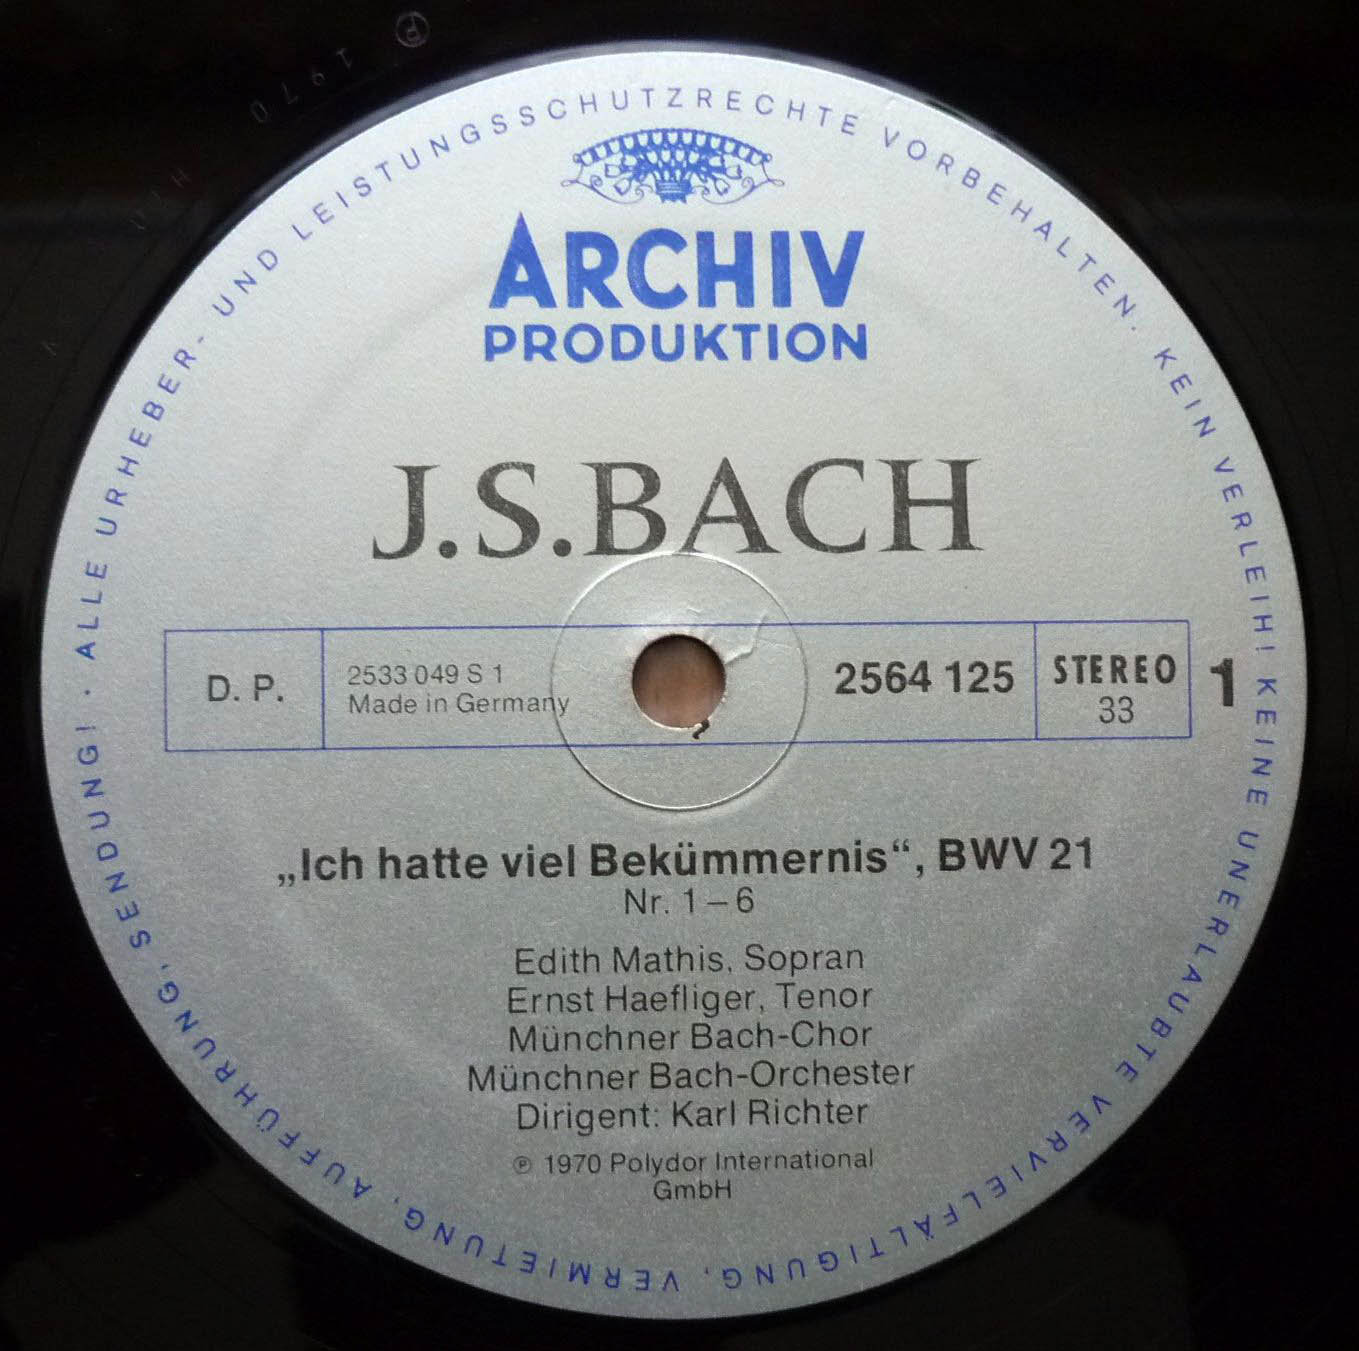 ℗ 1970
ALLE URHEBER- UND LEISTUNGSSCHUTZRECHTE VORBEHALTEN. KEIN VERLEIH! KEINE UNERLAUBTE VERVIELFÄLTIGUNG, VERMIETUNG, AUFFÜHRUNG, SENDUNG! ·
ARCHIV
PRODUKTION
J.S.BACH
D. P.
2533 049 S 1
Made in Germany
2564 125
STEREO
33
1
„Ich hatte viel Bekümmernis“, BWV 21
Nr. 1 – 6
Edith Mathis, Sopran
Ernst Haefliger, Tenor
Münchner Bach-Chor
Münchner Bach-Orchester
Dirigent: Karl Richter
℗ 1970 Polydor International
GmbH